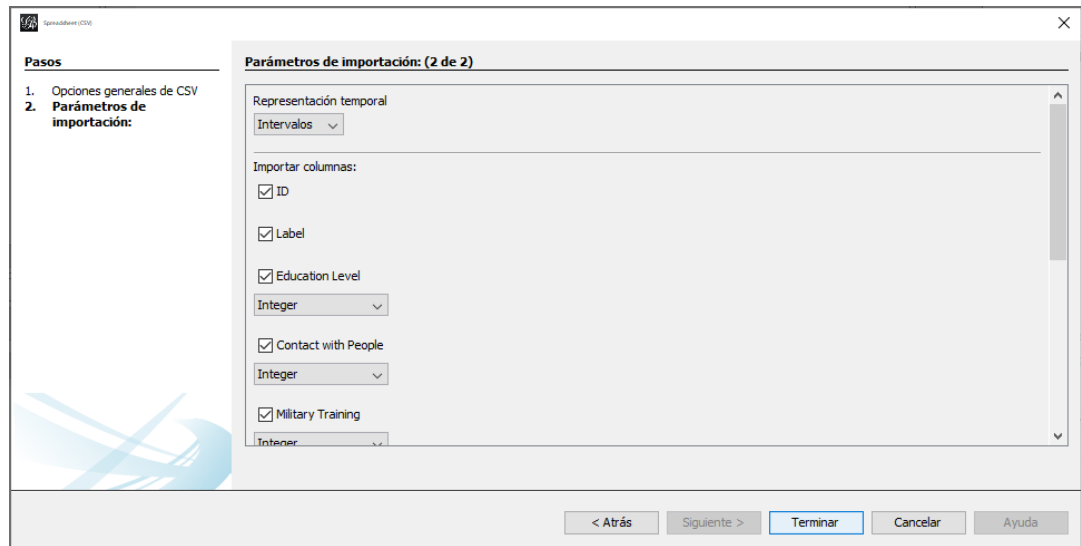 Spreadsheet (CSV)
Pasos
1. Opciones generales de CSV
2. Parámetros de
importación:
Parámetros de importación: (2 de 2)
Representación temporal
Intervalos
Importar columnas:
ID
Label
Education Level
Integer
Contact with People
Integer
Military Training
Integer
< Atrás
Siguiente >
Terminar
Cancelar
Ayuda